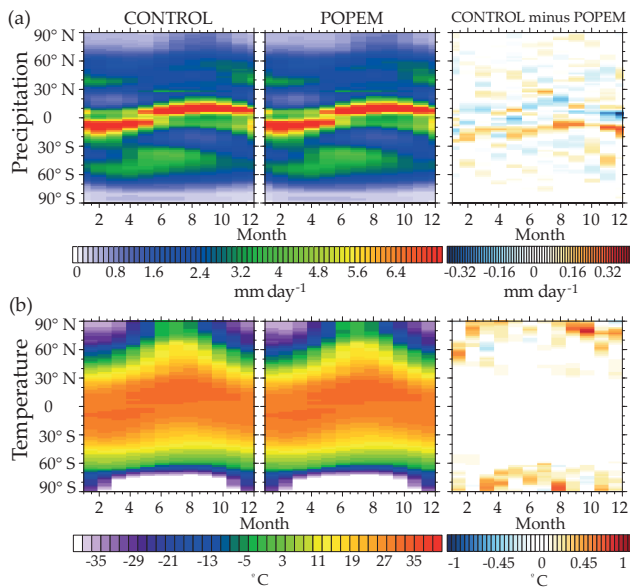 (a) CONTROL POPEM CONTROL minus POPEM
Precipitation
90° N
60° N
30° N
0
30° S
60° S
90° S
2 4 6 8 10 12 2 4 6 8 10 12 2 4 6 8 10 12
Month Month Month
0 0.8 1.6 2.4 3.2 4 4.8 5.6 6.4 -0.32 -0.16 0 0.16 0.32
mm day-1 mm day-1
(b)
Temperature
90° N
60° N
30° N
0
30° S
60° S
90° S
2 4 6 8 10 12 2 4 6 8 10 12 2 4 6 8 10 12
Month Month Month
-35 -29 -13 -5 3 11 19 27 35 -1 -0.45 0 0.45 1
°C °C